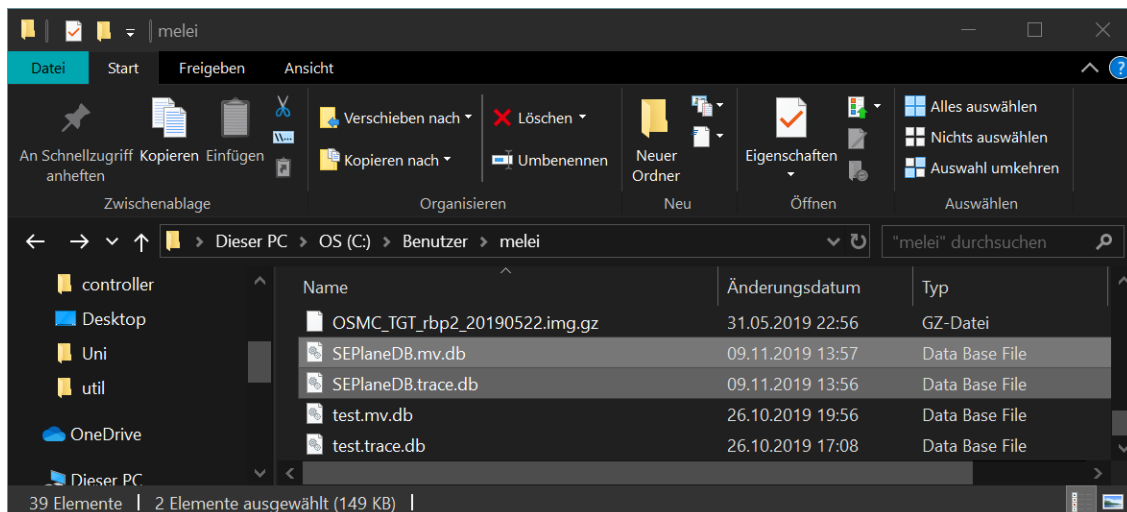 melei
Datei Start Freigeben Ansicht
An Schnellzugriff anheften
Kopieren
Einfügen
Verschieben nach
Kopieren nach
Löschen
Umbenennen
Neuer Ordner
Eigenschaften
Alles auswählen
Nichts auswählen
Auswahl umkehren
Zwischenablage Organisieren Neu Öffnen Auswählen
Dieser PC > OS (C:) > Benutzer > melei
"melei" durchsuchen
controller
Desktop
Uni
util
OneDrive
Dieser PC
Name Änderungsdatum Typ
OSMC_TGT_rbp2_20190522.img.gz 31.05.2019 22:56 GZ-Datei
SEPlaneDB.mv.db 09.11.2019 13:57 Data Base File
SEPlaneDB.trace.db 09.11.2019 13:56 Data Base File
test.mv.db 26.10.2019 19:56 Data Base File
test.trace.db 26.10.2019 17:08 Data Base File
39 Elemente 2 Elemente ausgewählt (149 KB)